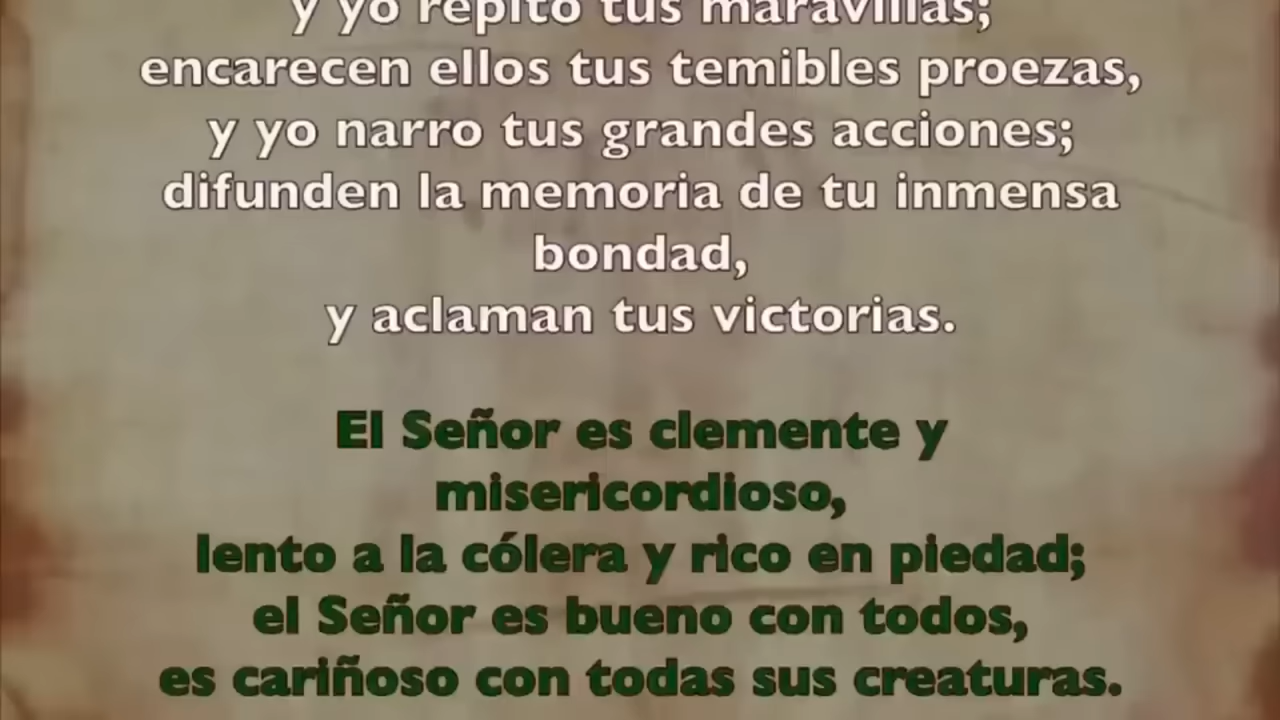 y yo repito tus maravillas;
encarecen ellos tus temibles proezas,
y yo narro tus grandes acciones;
difunden la memoria de tu inmensa
bondad,
y aclaman tus victorias.
El Señor es clemente y
misericordioso,
lento a la cólera y rico en piedad;
el Señor es bueno con todos,
es cariñoso con todas sus creaturas.